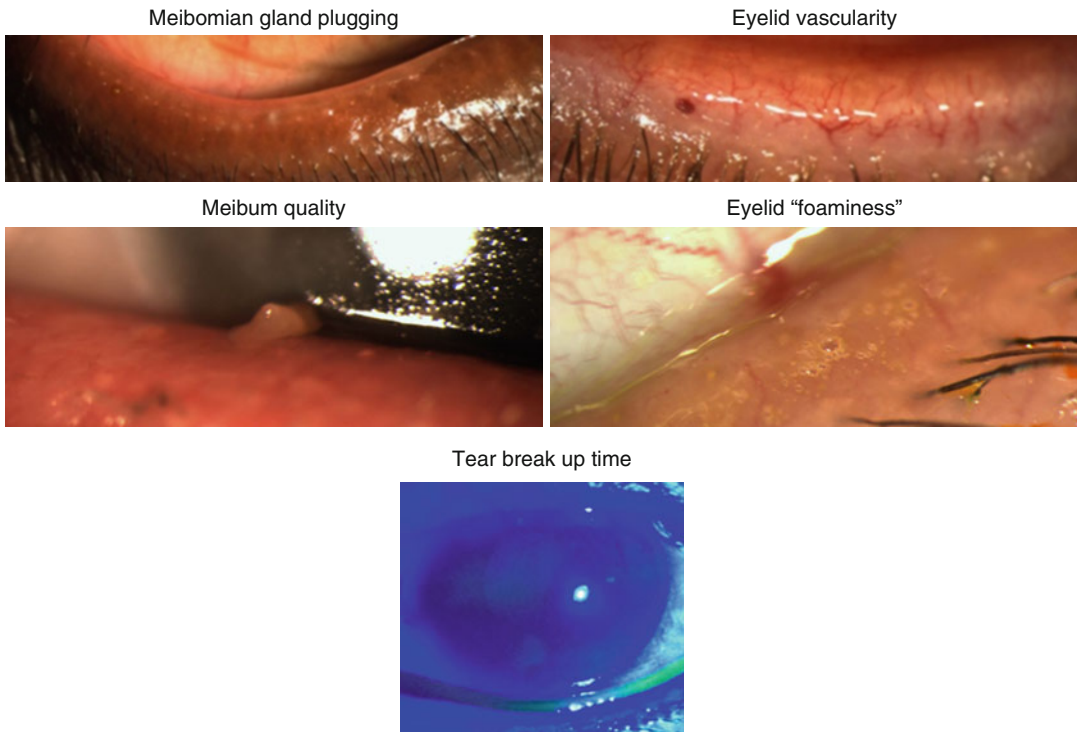 Meibomian gland plugging
Eyelid vascularity
Meibum quality
Eyelid “foaminess”
Tear break up time